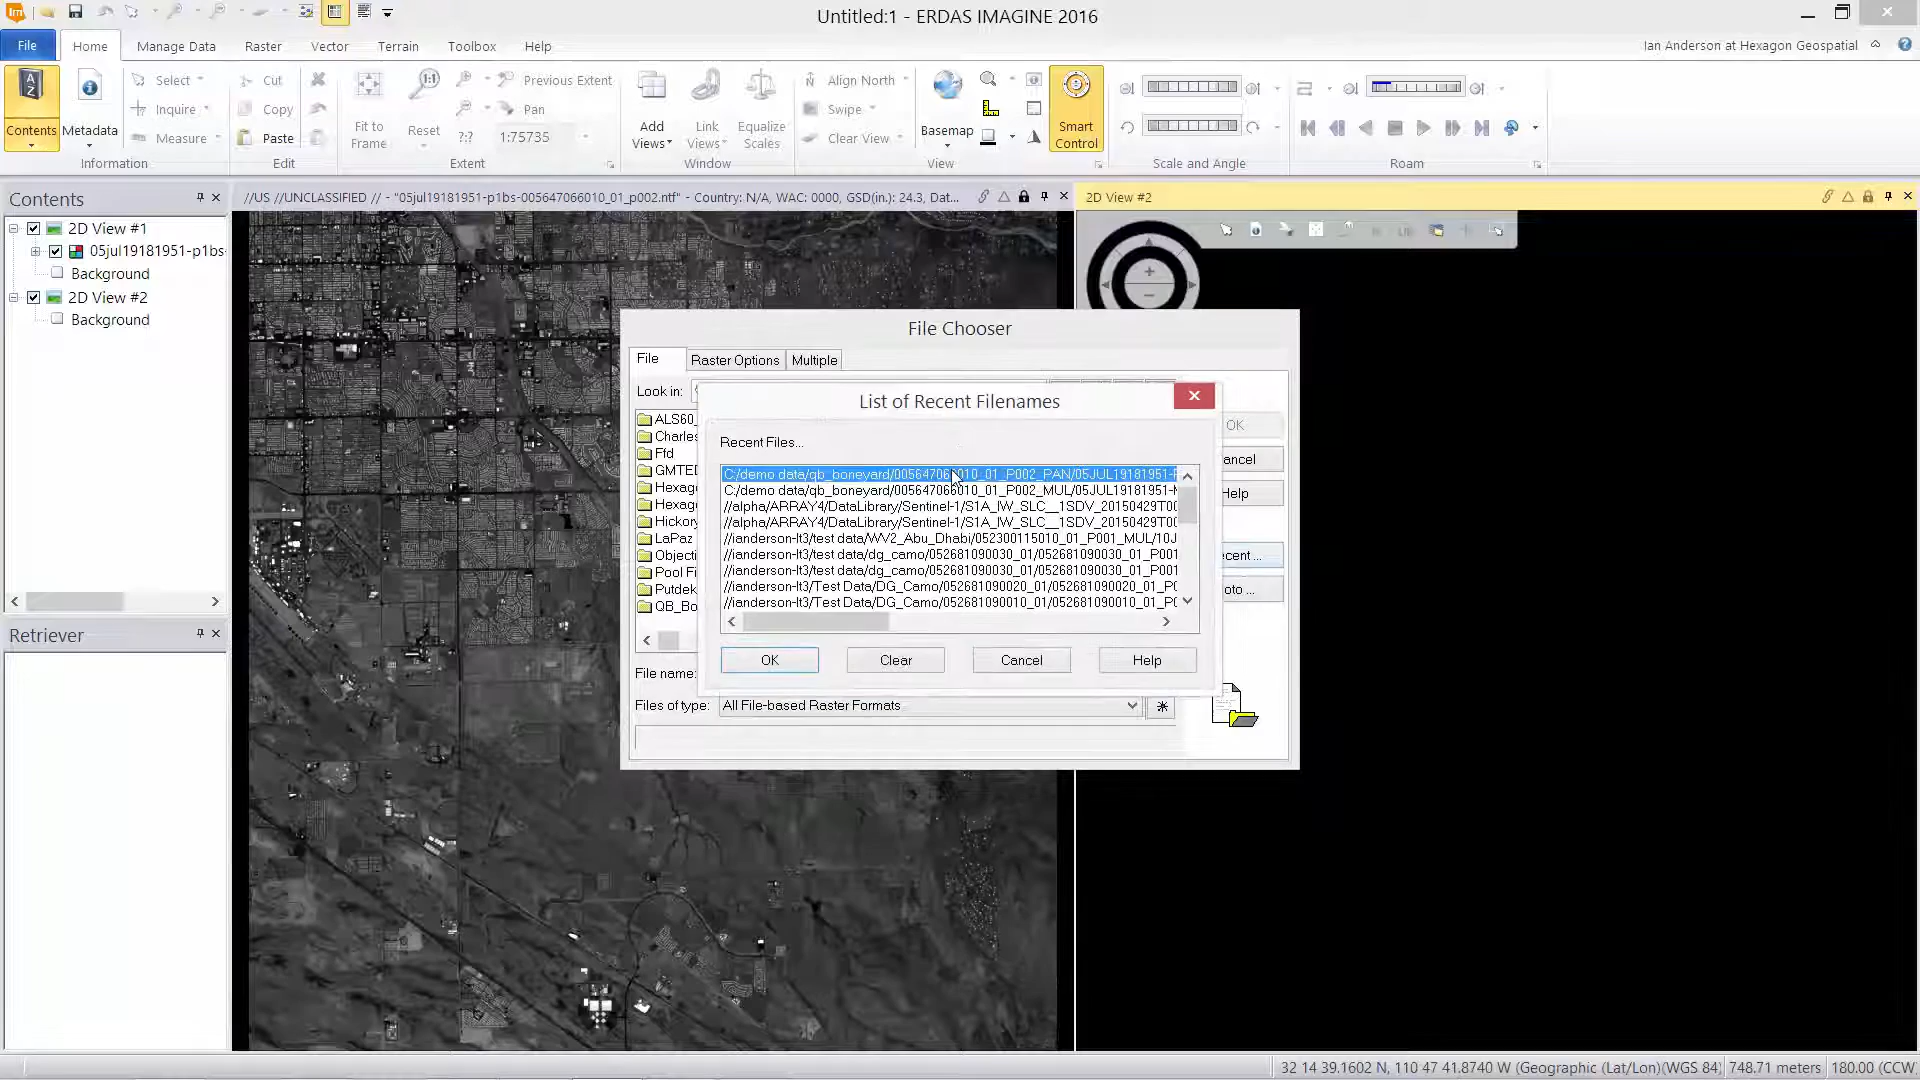 Untitled:1 - ERDAS IMAGINE 2016
File Home Manage Data Raster Vector Terrain Toolbox Help
Ian Anderson at Hexagon Geospatial
Contents
Metadata
Select
Inquire
Measure
Information
Cut
Copy
Paste
Edit
Fit to Frame
Reset
Previous Extent
Pan
?:?
1:75735
Extent
Add Views
Link Views
Equalize Scales
Window
Align North
Swipe
Clear View
Basemap
View
Smart Control
Scale and Angle
Roam
Contents
2D View #1
05jul19181951-p1bs-
Background
2D View #2
Background
Retriever
//US //UNCLASSIFIED // - "05jul19181951-p1bs-005647066010_01_p002.ntf" - Country: N/A, WAC: 0000, GSD(in.): 24.3, Dat...
2D View #2
File Chooser
File Raster Options Multiple
Look in:
ALS60_
Charles
Ffd
GMTED
Hexag
Hexag
Hickory
LaPaz
Objecti
Pool Fi
Putdek
QB_Bo
OK
ancel
Help
ecent ...
oto ...
File name:
Files of type: All File-based Raster Formats
List of Recent Filenames
Recent Files...
C:/demo data/qb_boneyard/005647066010_01_P002_PAN/05JUL19181951-
C:/demo data/qb_boneyard/005647066010_01_P002_MUL/05JUL19181951-
//alpha/ARRAY4/DataLibrary/Sentinel-1/S1A_IW_SLC__1SDV_20150429T00
//alpha/ARRAY4/DataLibrary/Sentinel-1/S1A_IW_SLC__1SDV_20150429T00
//ianderson-lt3/test data/WV2_Abu_Dhabi/052300115010_01_P001_MUL/10J
//ianderson-lt3/test data/dg_camo/052681090030_01/052681090030_01_P001
//ianderson-lt3/test data/dg_camo/052681090030_01/052681090030_01_P001
//ianderson-lt3/Test Data/DG_Camo/052681090020_01/052681090020_01_P0
//ianderson-lt3/Test Data/DG_Camo/052681090010_01/052681090010_01_P0
OK Clear Cancel Help
32 14 39.1602 N, 110 47 41.8740 W (Geographic (Lat/Lon)(WGS 84) 748.71 meters 180.00 (CCW